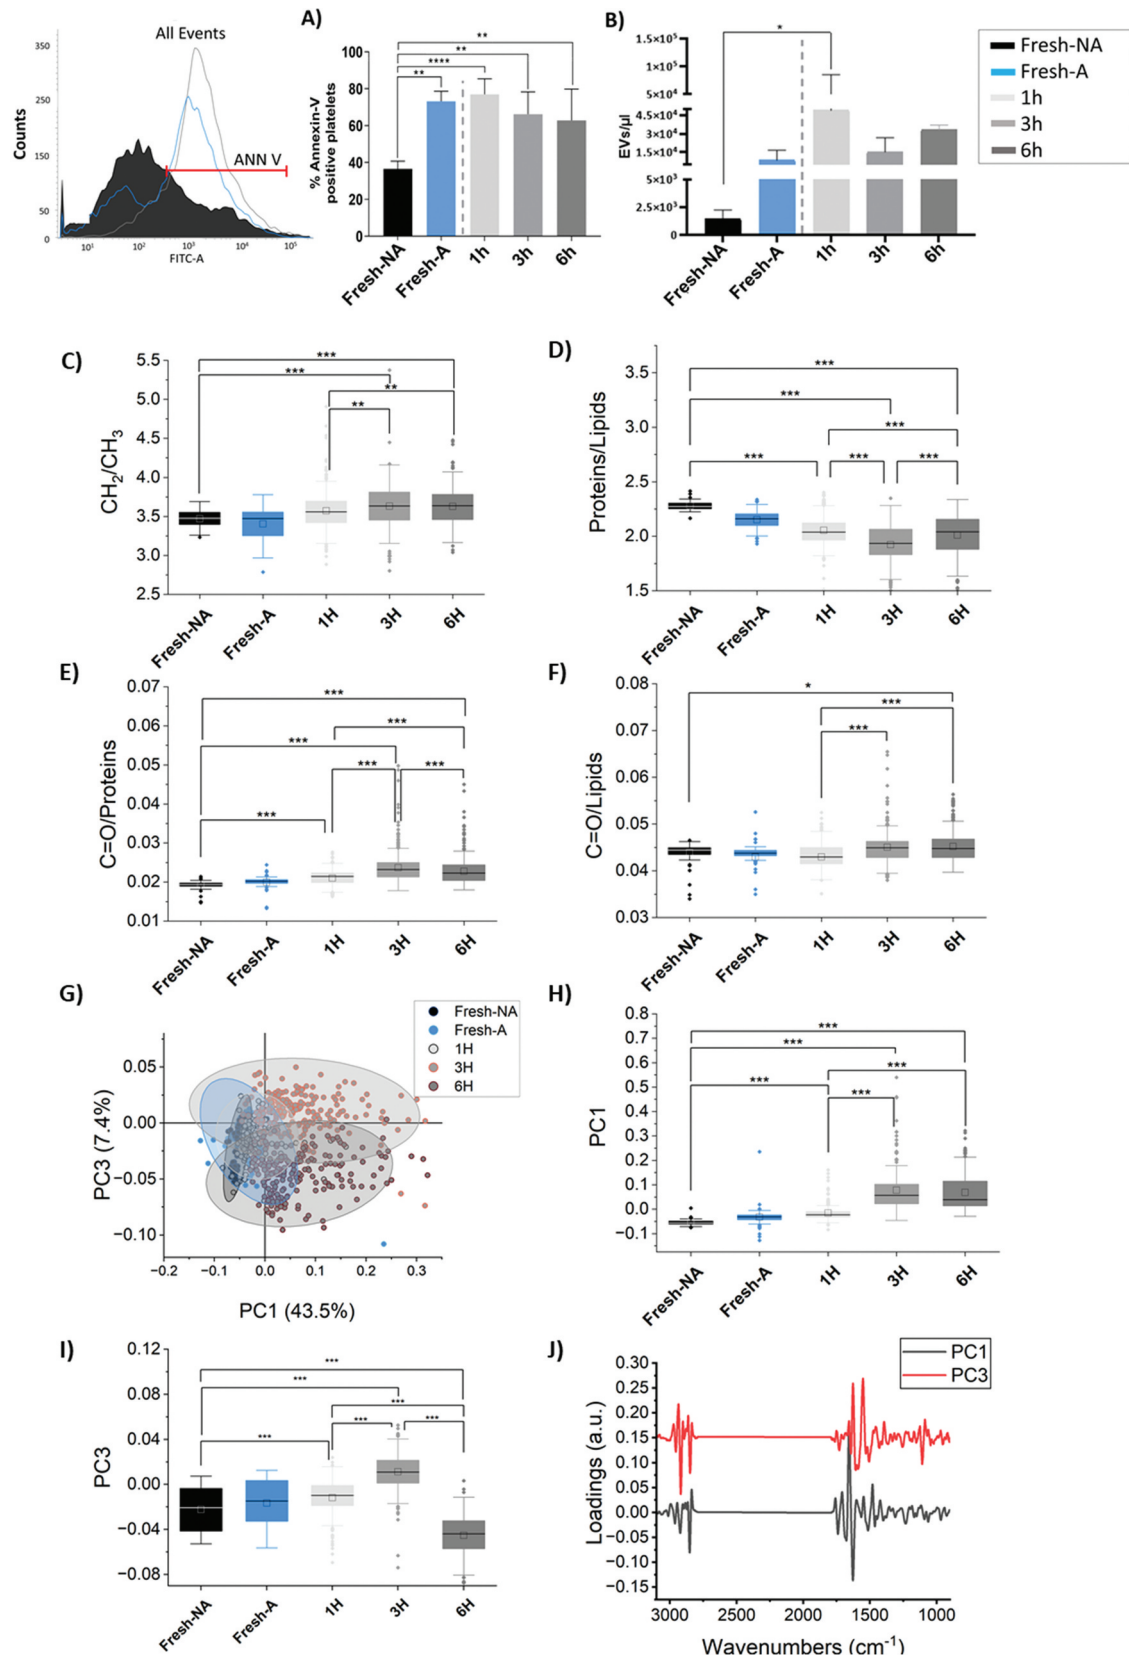 All Events
350
250
150
50
0
Counts
ANN V
10¹
10²
10³
10⁴
10⁵
FITC-A
A)
100
80
60
40
20
0
% Annexin-V
positive platelets
**
**
****
**
Fresh-NA
Fresh-A
1h
3h
6h
B)
1.5×10⁵
1.0×10⁵
5×10⁴
4.5×10⁴
3.0×10⁴
1.5×10⁴
5×10³
2.5×10³
0
EVs/µl
*
Fresh-NA
Fresh-A
1h
3h
6h
Fresh-NA
Fresh-A
1h
3h
6h
C)
5.5
5.0
4.5
4.0
3.5
3.0
2.5
CH₂/CH₃
***
***
**
**
Fresh-NA
Fresh-A
1H
3H
6H
D)
3.5
3.0
2.5
2.0
1.5
Proteins/Lipids
***
***
***
***
***
***
Fresh-NA
Fresh-A
1H
3H
6H
E)
0.07
0.06
0.05
0.04
0.03
0.02
0.01
C=O/Proteins
***
***
***
***
***
***
Fresh-NA
Fresh-A
1H
3H
6H
F)
0.08
0.07
0.06
0.05
0.04
0.03
C=O/Lipids
*
***
***
Fresh-NA
Fresh-A
1H
3H
6H
G)
Fresh-NA
Fresh-A
1H
3H
6H
0.05
0.00
−0.05
−0.10
PC3 (7.4%)
−0.2
−0.1
0.0
0.1
0.2
0.3
PC1 (43.5%)
H)
0.8
0.7
0.6
0.5
0.4
0.3
0.2
0.1
0.0
−0.1
PC1
***
***
***
***
***
Fresh-NA
Fresh-A
1H
3H
6H
I)
0.12
0.08
0.04
0.00
−0.04
−0.08
PC3
***
***
***
***
***
***
Fresh-NA
Fresh-A
1H
3H
6H
J)
PC1
PC3
0.30
0.25
0.20
0.15
0.10
0.05
0.00
−0.05
−0.10
−0.15
Loadings (a.u.)
3000
2500
2000
1500
1000
Wavenumbers (cm⁻¹)